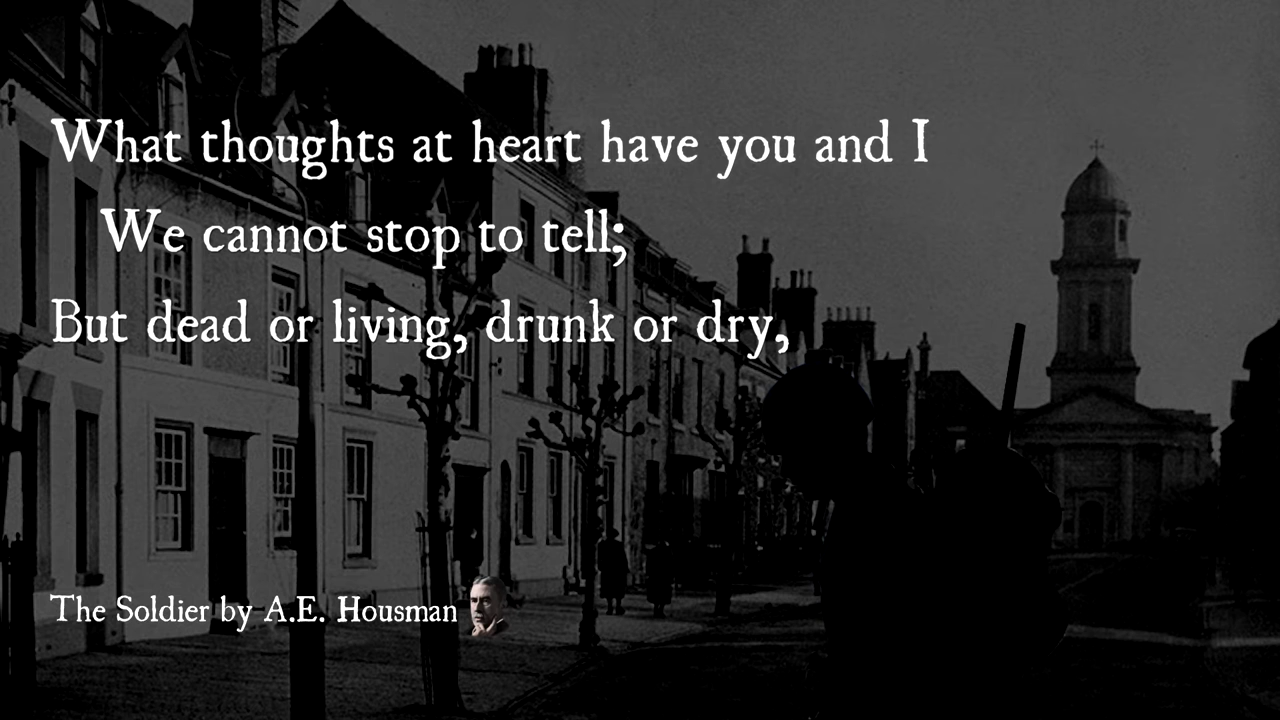 What thoughts at heart have you and I
We cannot stop to tell;
But dead or living, drunk or dry,
The Soldier by A.E. Housman